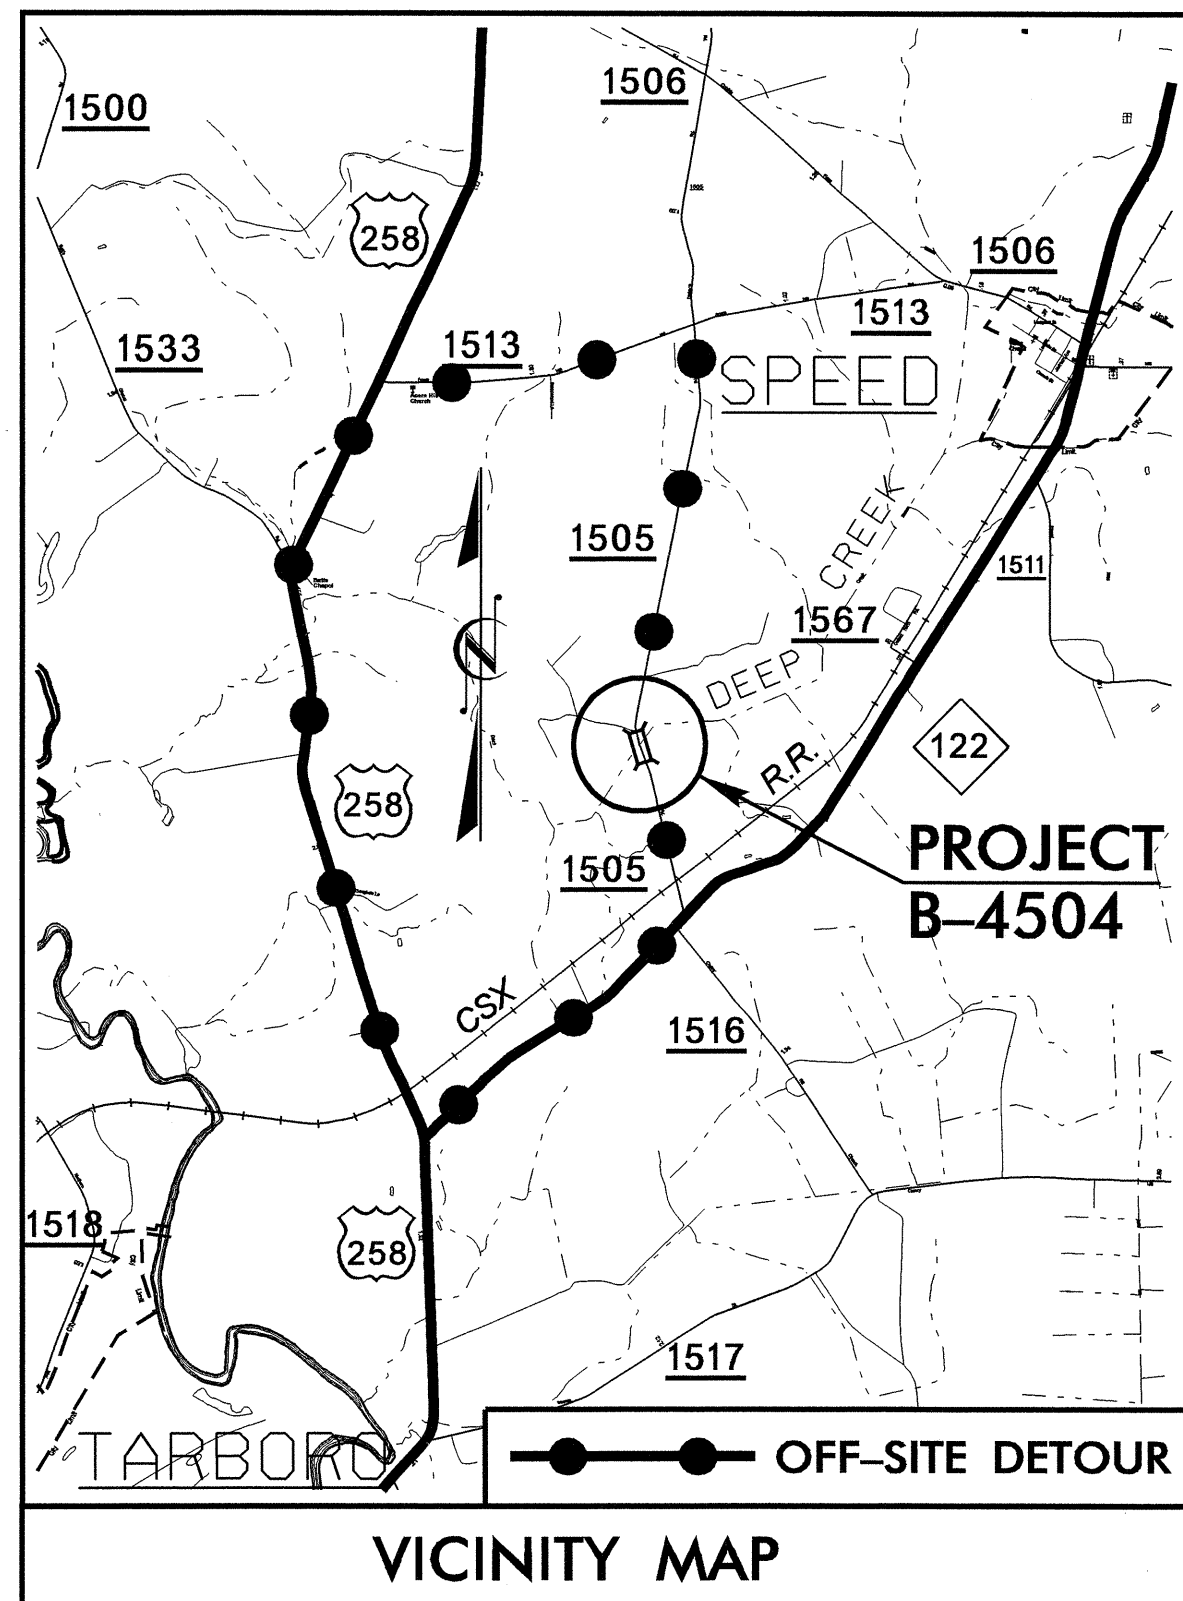 1506
1500
258
1506
1513
1533
1513
SPEED
CREEK
1505
1511
1567
DEEP
122
R.R.
258
PROJECT
B-4504
1505
CSX
1516
1518
258
1517
TARBORO
OFF-SITE DETOUR
VICINITY MAP